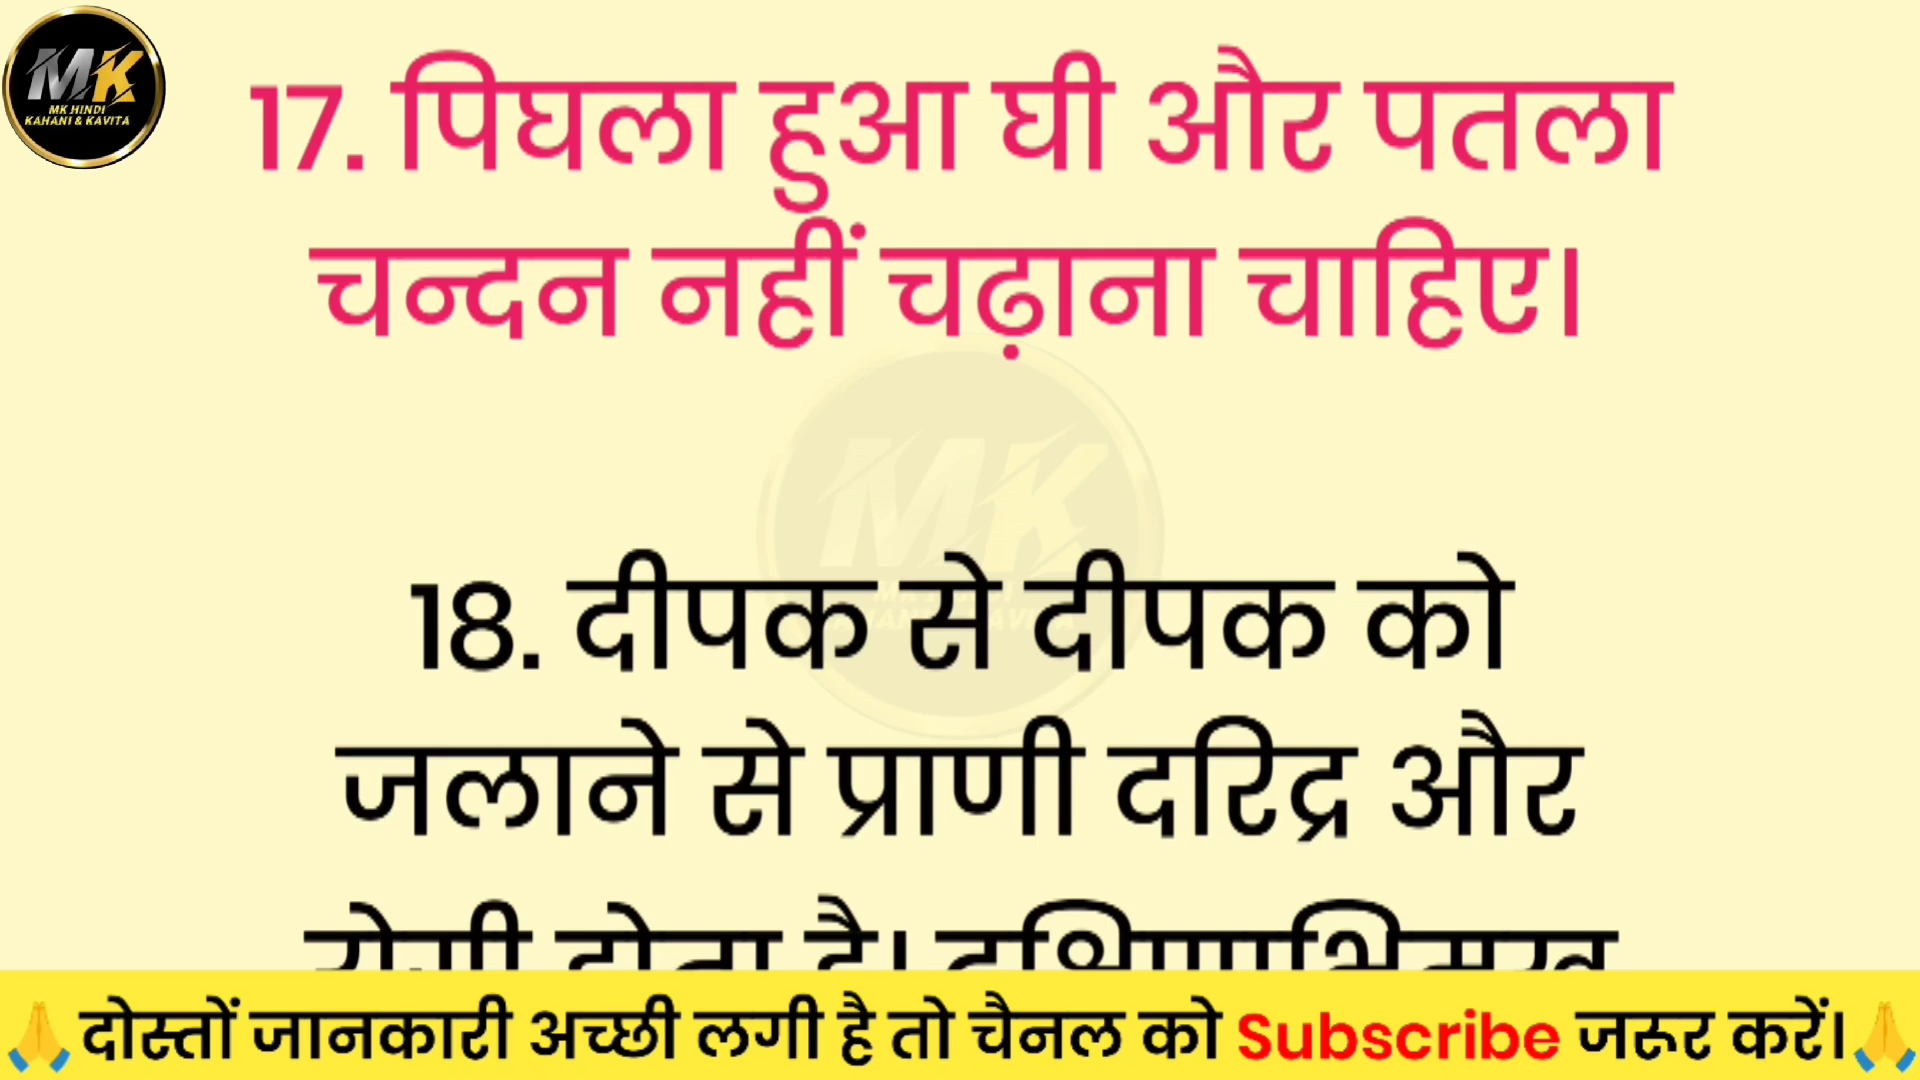 MK
MK HINDI
KAHANI & KAVITA
17. पिघला हुआ घी और पतला
चन्दन नहीं चढ़ाना चाहिए।
18. दीपक से दीपक को
जलाने से प्राणी दरिद्र और
रोगी होता है। दक्षिणाभिमुख
🙏दोस्तों जानकारी अच्छी लगी है तो चैनल को Subscribe जरूर करें।🙏